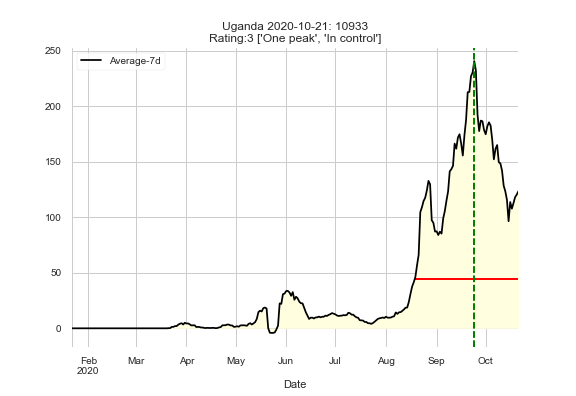 Uganda 2020-10-21: 10933
Rating:3 ['One peak', 'In control']
250
Average-7d
200
150
100
50
0
Feb Mar Apr May Jun Jul Aug Sep Oct
2020
Date